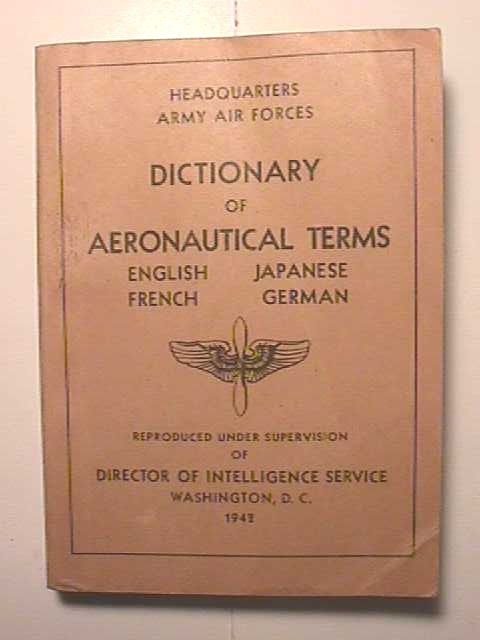 HEADQUARTERS
ARMY AIR FORCES
DICTIONARY
OF
AERONAUTICAL TERMS
ENGLISH JAPANESE
FRENCH GERMAN
REPRODUCED UNDER SUPERVISION
OF
DIRECTOR OF INTELLIGENCE SERVICE
WASHINGTON, D. C.
1942